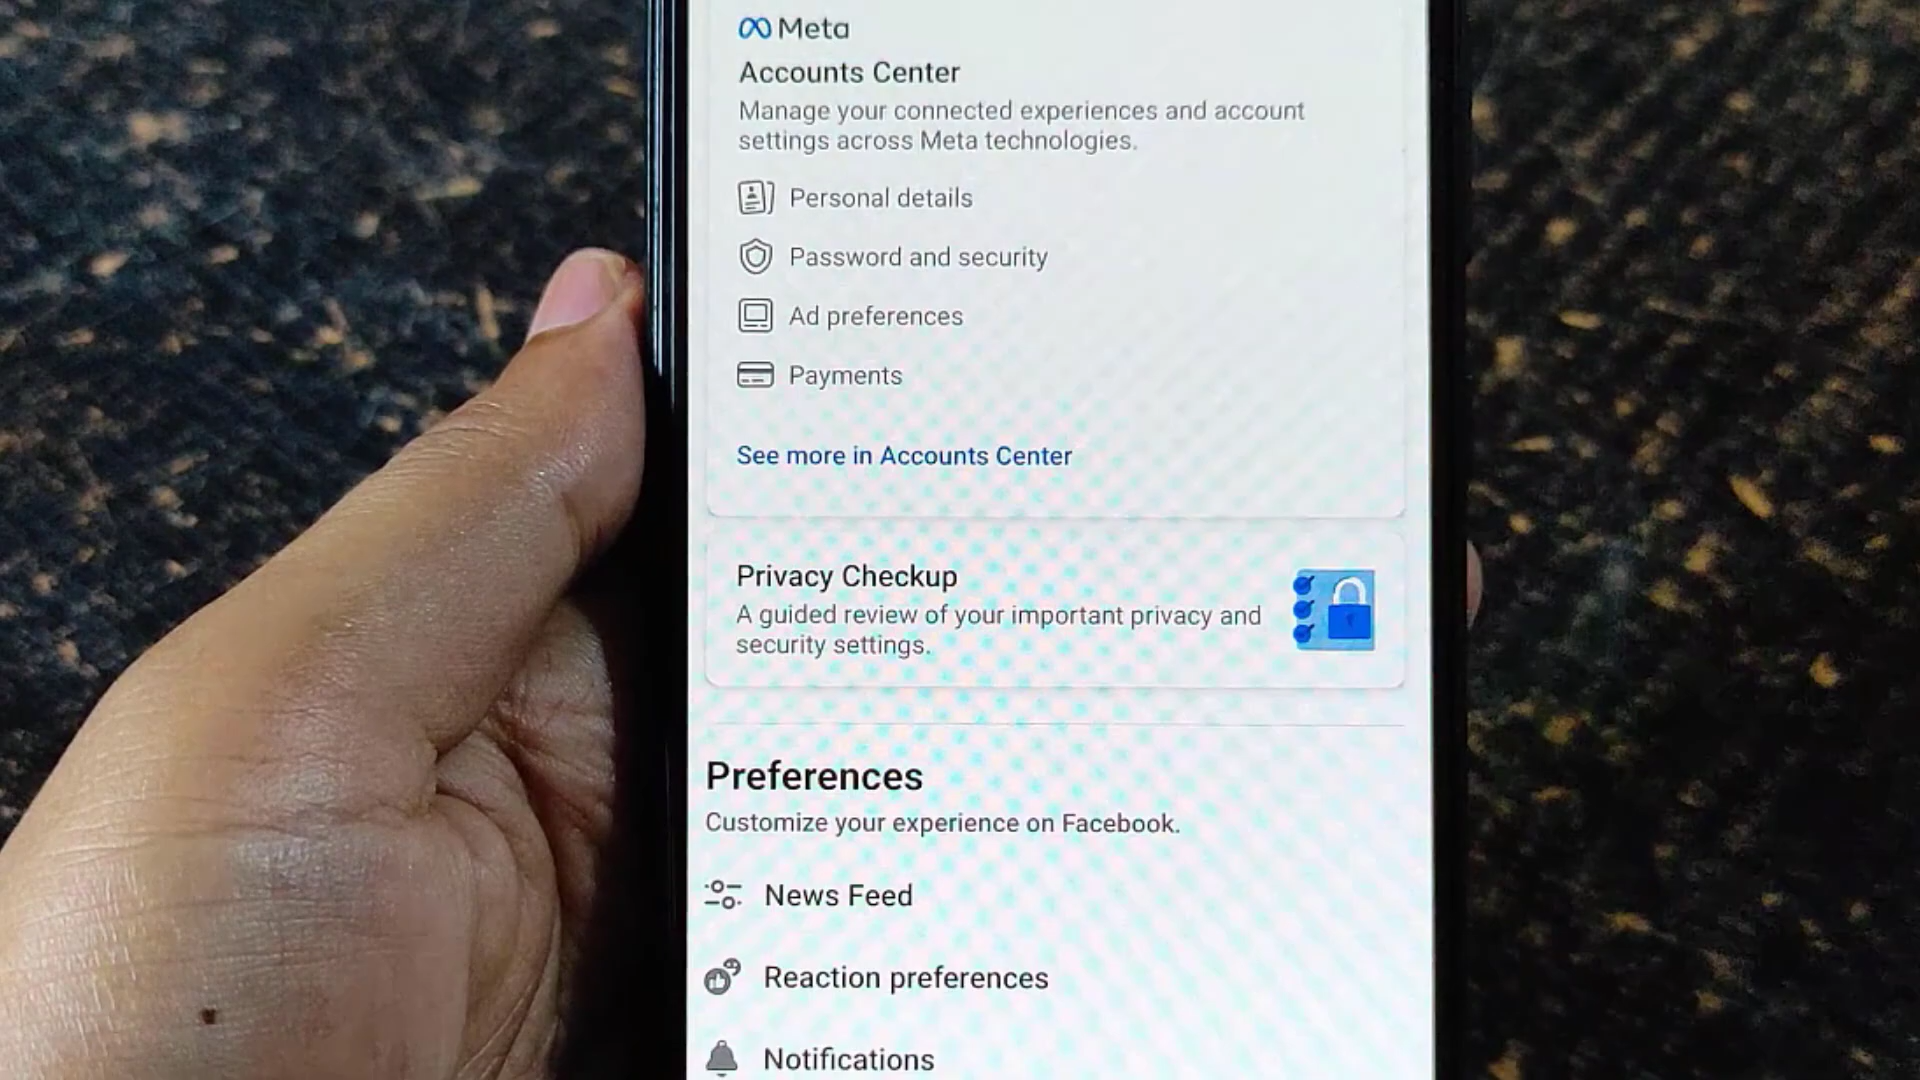 Meta
Accounts Center
Manage your connected experiences and account
settings across Meta technologies.
Personal details
Password and security
Ad preferences
Payments
See more in Accounts Center
Privacy Checkup
A guided review of your important privacy and
security settings.
Preferences
Customize your experience on Facebook.
News Feed
Reaction preferences
Notifications